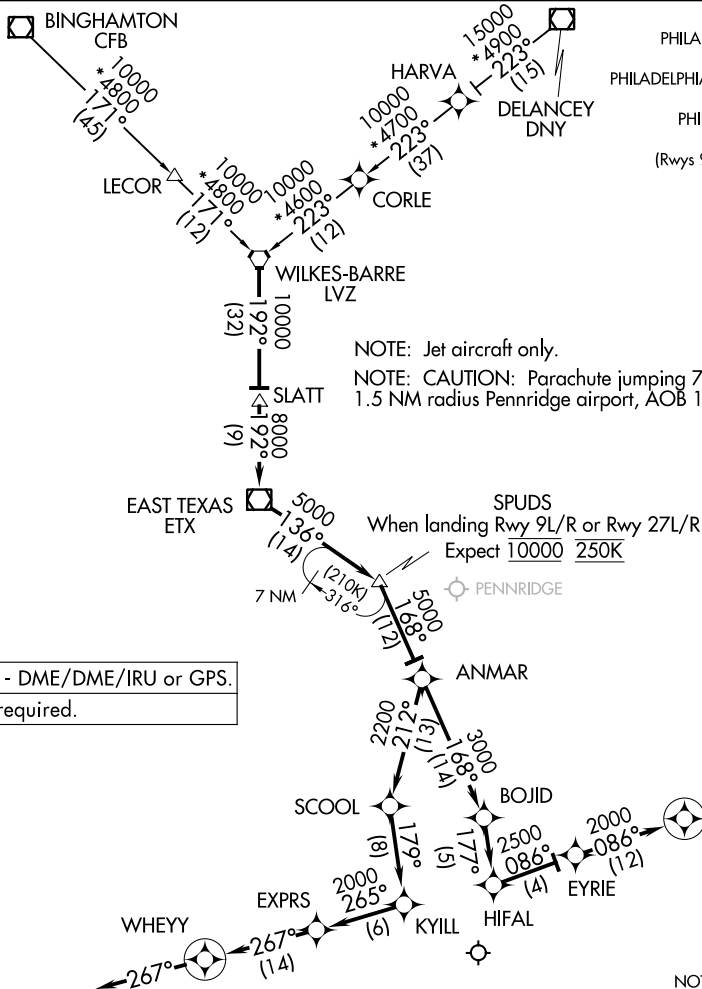 BINGHAMTON
CFB
10000
*4800
171°
(45)
LECOR
10000
*4800
171°
(12)
15000
*4900
223°
(15)
HARVA
DELANCEY
DNY
10000
*4700
223°
(37)
CORLE
10000
*4600
223°
(12)
WILKES-BARRE
LVZ
PHILA
PHILADELPHIA
PHI
(Rwys 9
10000
192°
(32)
NOTE: Jet aircraft only.
NOTE: CAUTION: Parachute jumping 7
1.5 NM radius Pennridge airport, AOB 1
SLATT
8000
192°
(9)
EAST TEXAS
ETX
5000
136°
(14)
SPUDS
When landing Rwy 9L/R or Rwy 27L/R
Expect 10000 250K
7 NM
(210K)
316°
PENNRIDGE
5000
168°
(12)
- DME/DME/IRU or GPS.
required.
ANMAR
2200
212°
(13)
3000
168°
(14)
SCOOL
BOJID
179°
(8)
177°
(5)
2500
086°
(4)
2000
086°
(12)
EYRIE
HIFAL
2000
265°
(6)
KYILL
EXPRS
267°
(14)
WHEYY
267°
NOT